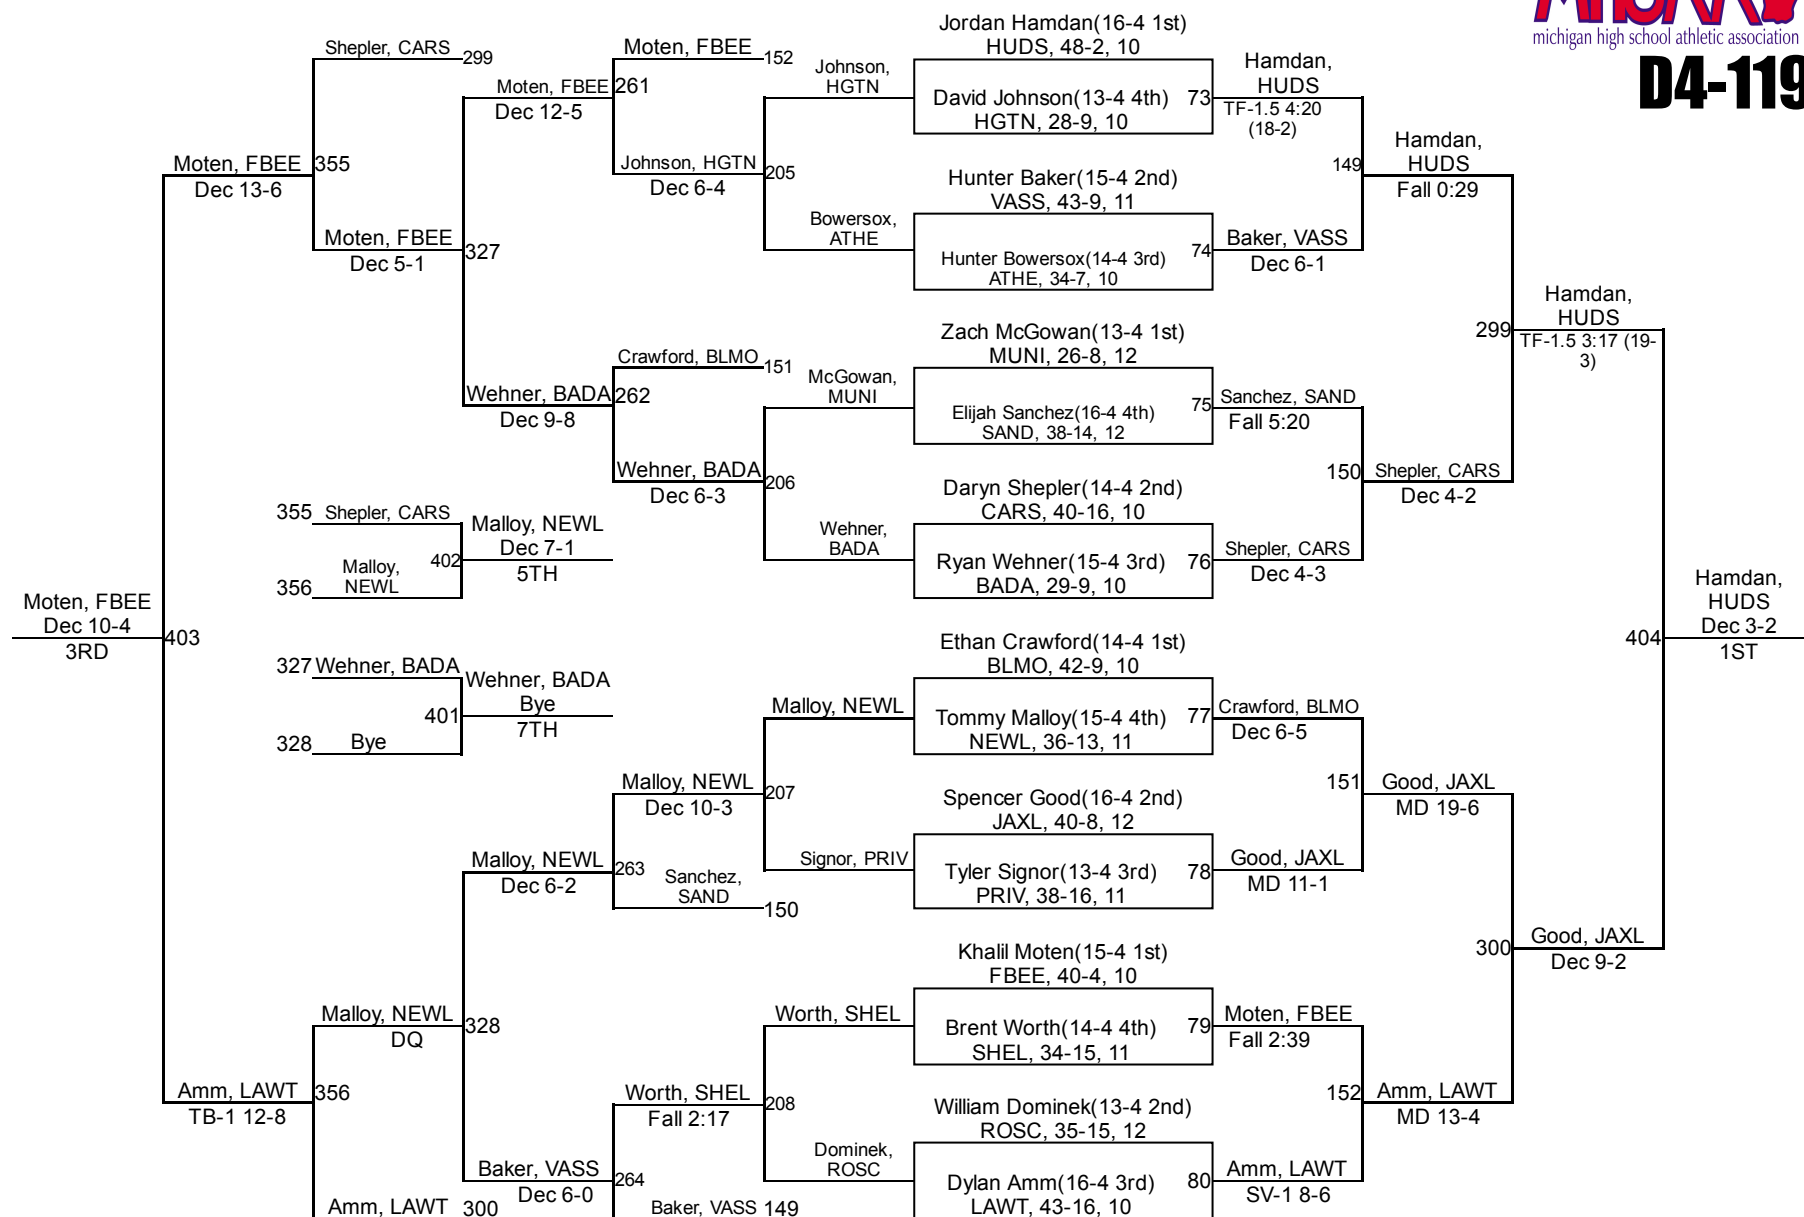 MHSAA
michigan high school athletic association
D4-119
Jordan Hamdan(16-4 1st)
HUDS, 48-2, 10
David Johnson(13-4 4th)
HGTN, 28-9, 10
73
Hunter Baker(15-4 2nd)
VASS, 43-9, 11
Hunter Bowersox(14-4 3rd)
ATHE, 34-7, 10
74
Zach McGowan(13-4 1st)
MUNI, 26-8, 12
Elijah Sanchez(16-4 4th)
SAND, 38-14, 12
75
Daryn Shepler(14-4 2nd)
CARS, 40-16, 10
Ryan Wehner(15-4 3rd)
BADA, 29-9, 10
76
Ethan Crawford(14-4 1st)
BLMO, 42-9, 10
Tommy Malloy(15-4 4th)
NEWL, 36-13, 11
77
Spencer Good(16-4 2nd)
JAXL, 40-8, 12
Tyler Signor(13-4 3rd)
PRIV, 38-16, 11
78
Khalil Moten(15-4 1st)
FBEE, 40-4, 10
Brent Worth(14-4 4th)
SHEL, 34-15, 11
79
William Dominek(13-4 2nd)
ROSC, 35-15, 12
Dylan Amm(16-4 3rd)
LAWT, 43-16, 10
80
Hamdan,
HUDS
TF-1.5 4:20
(18-2)
Baker, VASS
Dec 6-1
Sanchez, SAND
Fall 5:20
Shepler, CARS
Dec 4-3
Crawford, BLMO
Dec 6-5
Good, JAXL
MD 11-1
Moten, FBEE
Fall 2:39
Amm, LAWT
SV-1 8-6
149
Hamdan,
HUDS
Fall 0:29
150
Shepler, CARS
Dec 4-2
151
Good, JAXL
MD 19-6
152
Amm, LAWT
MD 13-4
299
Hamdan,
HUDS
TF-1.5 3:17 (19-
3)
300
Good, JAXL
Dec 9-2
404
Hamdan,
HUDS
Dec 3-2
1ST
Johnson,
HGTN
Bowersox,
ATHE
McGowan,
MUNI
Wehner,
BADA
Malloy, NEWL
Signor, PRIV
Worth, SHEL
Dominek,
ROSC
Moten, FBEE
152
Johnson, HGTN
205
Dec 6-4
Crawford, BLMO
151
Wehner, BADA
206
Dec 6-3
Malloy, NEWL
207
Dec 10-3
Sanchez,
SAND
150
Worth, SHEL
208
Fall 2:17
Baker, VASS 149
Moten, FBEE
261
Dec 12-5
Wehner, BADA
262
Dec 9-8
Malloy, NEWL
263
Dec 6-2
Baker, VASS
264
Dec 6-0
Shepler, CARS
299
Moten, FBEE
327
Dec 5-1
Malloy, NEWL
328
DQ
Amm, LAWT 300
Moten, FBEE
355
Dec 13-6
Amm, LAWT
356
TB-1 12-8
355 Shepler, CARS
356
Malloy,
NEWL
402
Malloy, NEWL
Dec 7-1
5TH
327 Wehner, BADA
328 Bye
401
Wehner, BADA
Bye
7TH
Moten, FBEE
Dec 10-4
403
3RD